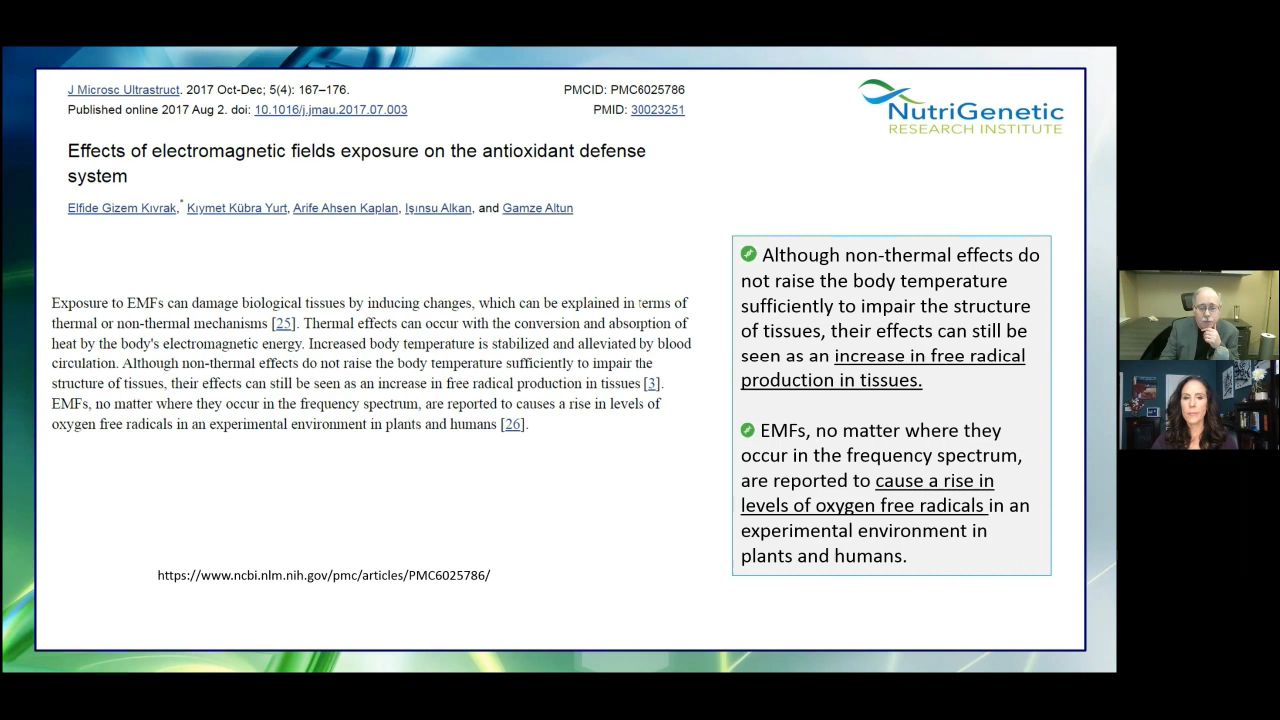 J Microsc Ultrastruct. 2017 Oct-Dec; 5(4): 167–176.
Published online 2017 Aug 2. doi: 10.1016/j.jmau.2017.07.003
PMCID: PMC6025786
PMID: 30023251
NutriGenetic
RESEARCH INSTITUTE
Effects of electromagnetic fields exposure on the antioxidant defense
system
Elfide Gizem Kıvrak,* Kıymet Kübra Yurt, Arife Ahsen Kaplan, Işınsu Alkan, and Gamze Altun
Exposure to EMFs can damage biological tissues by inducing changes, which can be explained in terms of
thermal or non-thermal mechanisms [25]. Thermal effects can occur with the conversion and absorption of
heat by the body's electromagnetic energy. Increased body temperature is stabilized and alleviated by blood
circulation. Although non-thermal effects do not raise the body temperature sufficiently to impair the
structure of tissues, their effects can still be seen as an increase in free radical production in tissues [3].
EMFs, no matter where they occur in the frequency spectrum, are reported to causes a rise in levels of
oxygen free radicals in an experimental environment in plants and humans [26].
https://www.ncbi.nlm.nih.gov/pmc/articles/PMC6025786/
Although non-thermal effects do
not raise the body temperature
sufficiently to impair the structure
of tissues, their effects can still be
seen as an increase in free radical
production in tissues.
EMFs, no matter where they
occur in the frequency spectrum,
are reported to cause a rise in
levels of oxygen free radicals in an
experimental environment in
plants and humans.